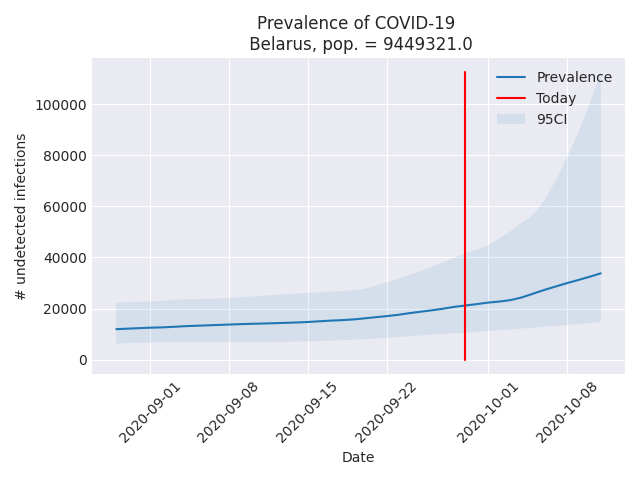 Prevalence of COVID-19
Belarus, pop. = 9449321.0
Prevalence
Today
95CI
100000
80000
60000
40000
20000
0
# undetected infections
2020-09-01
2020-09-08
2020-09-15
2020-09-22
2020-10-01
2020-10-08
Date